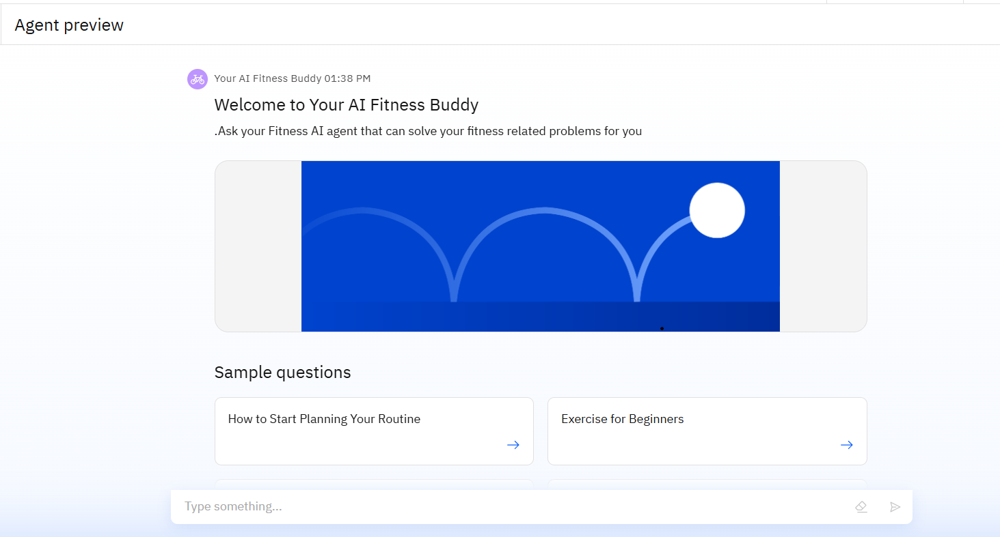 Agent preview
Your AI Fitness Buddy 01:38 PM
Welcome to Your AI Fitness Buddy
.Ask your Fitness AI agent that can solve your fitness related problems for you
Sample questions
How to Start Planning Your Routine
Exercise for Beginners
Type something...